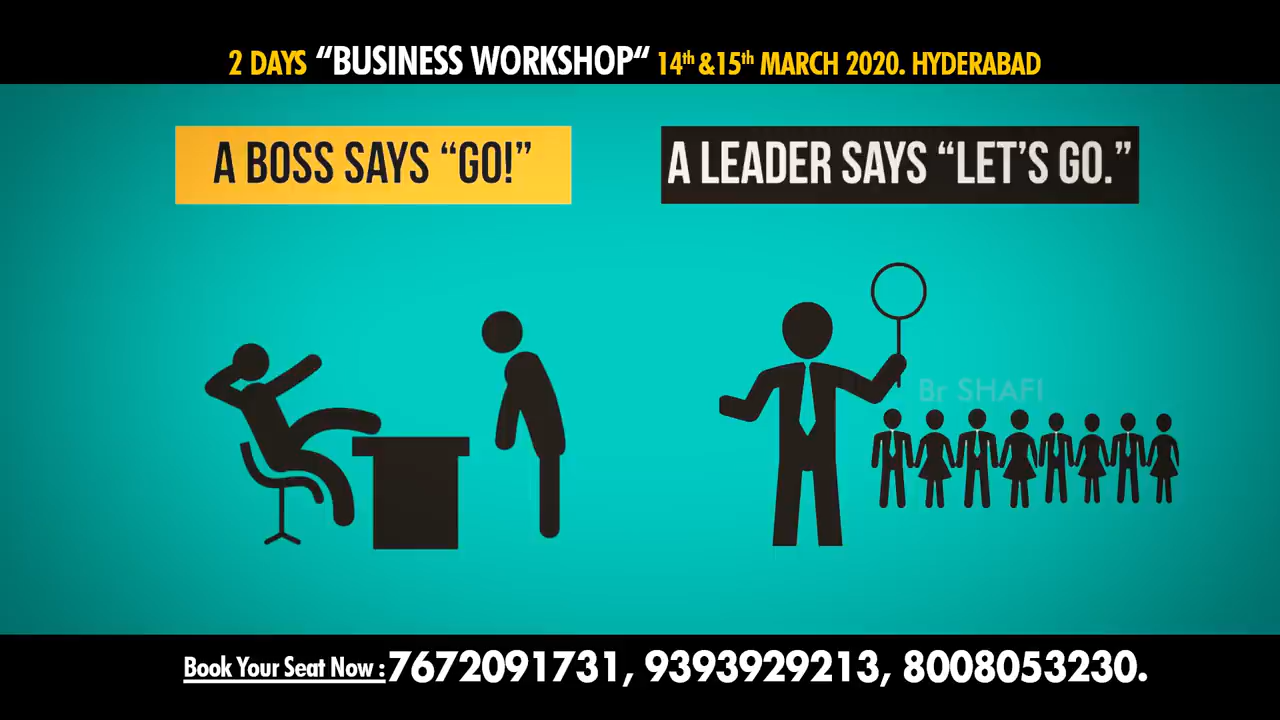 2 DAYS “BUSINESS WORKSHOP“ 14th &15th MARCH 2020. HYDERABAD
A BOSS SAYS “GO!”
A LEADER SAYS “LET’S GO.”
Br SHAFI
Book Your Seat Now : 7672091731, 9393929213, 8008053230.